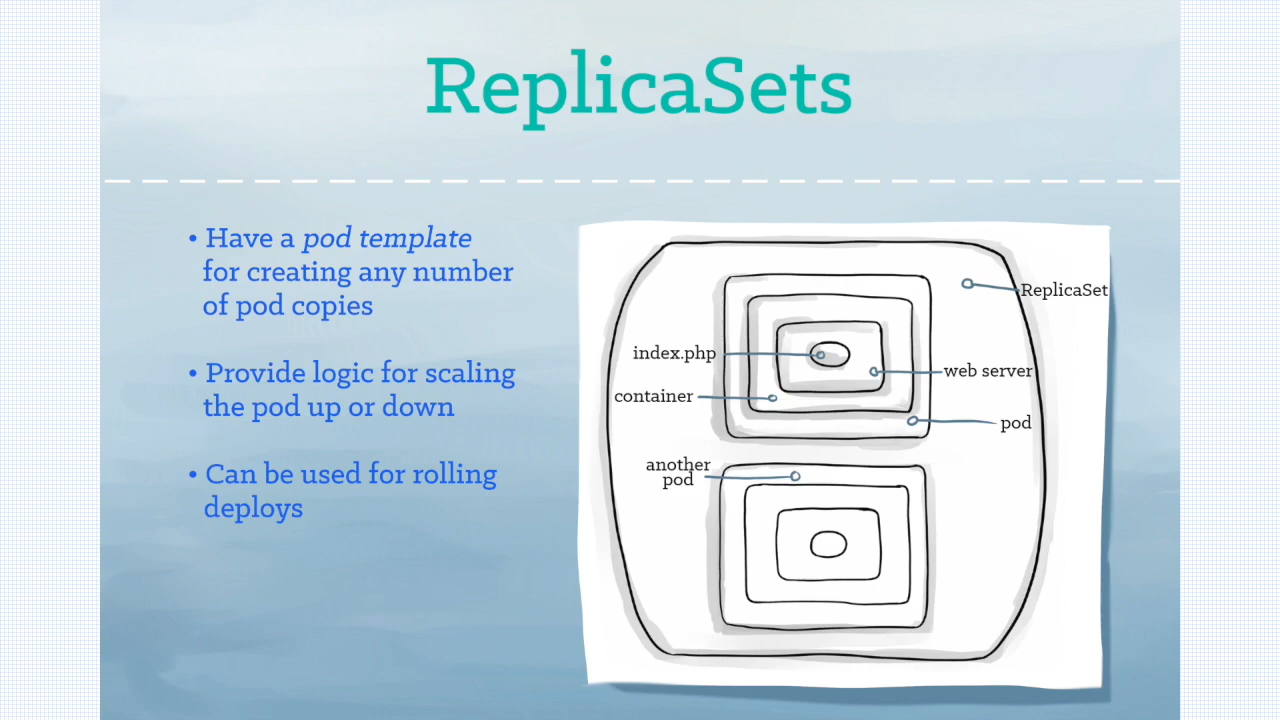 ReplicaSets
• Have a pod template
for creating any number
of pod copies
• Provide logic for scaling
the pod up or down
• Can be used for rolling
deploys
ReplicaSet
index.php
web server
container
pod
another
pod